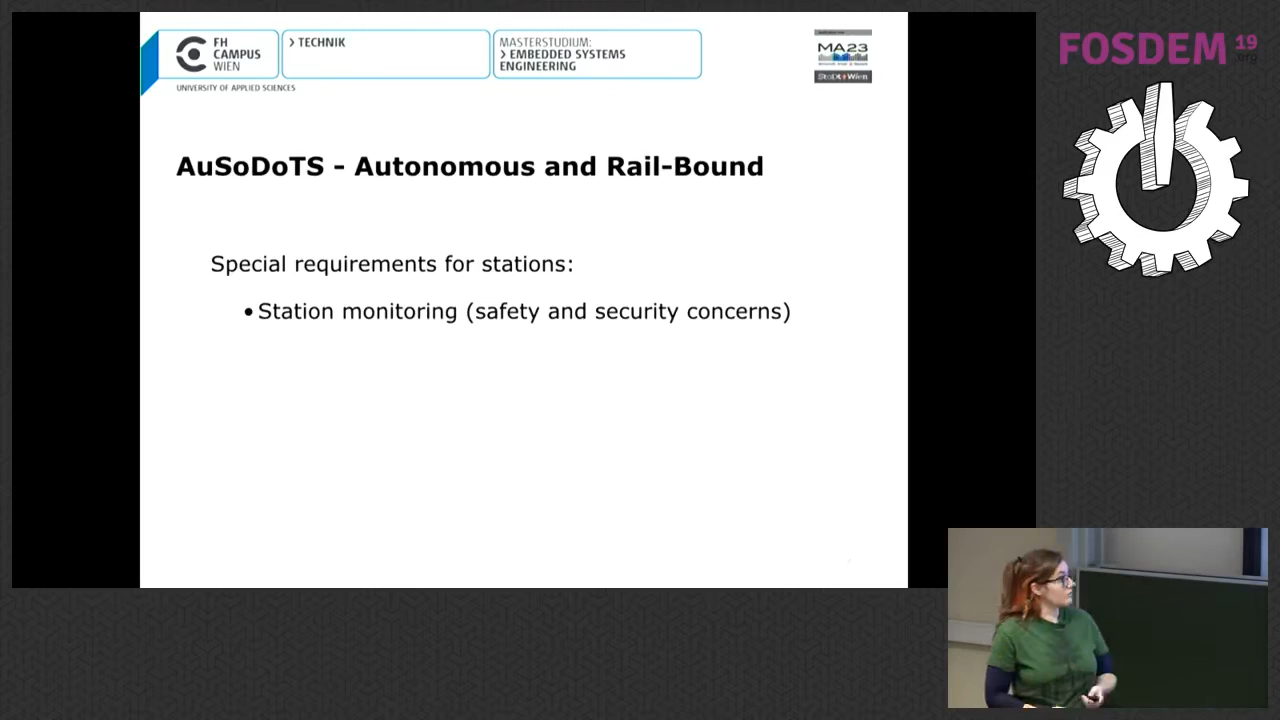 FH
CAMPUS
WIEN
> TECHNIK
MASTERSTUDIUM:
> EMBEDDED SYSTEMS
ENGINEERING
MA23
StaDt Wien
UNIVERSITY OF APPLIED SCIENCES
FOSDEM 19
.org
AuSoDoTS - Autonomous and Rail-Bound
Special requirements for stations:
• Station monitoring (safety and security concerns)